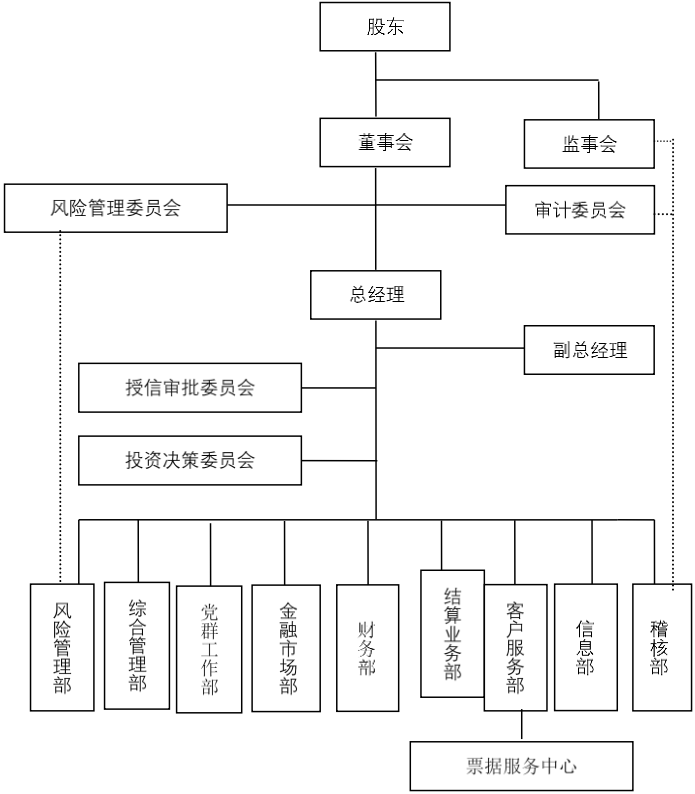 股东
董事会
监事会
风险管理委员会
审计委员会
总经理
副总经理
授信审批委员会
投资决策委员会
风险管理部
综合管理部
党群工作部
金融市场部
财务部
结算业务部
客户服务部
信息部
稽核部
票据服务中心